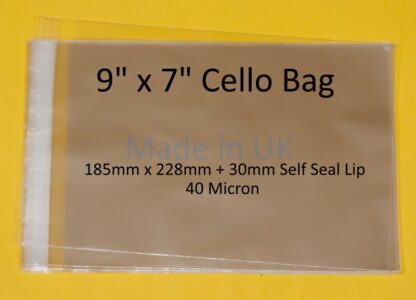 9" x 7" Cello Bag
Made in UK
185mm x 228mm + 30mm Self Seal Lip
40 Micron